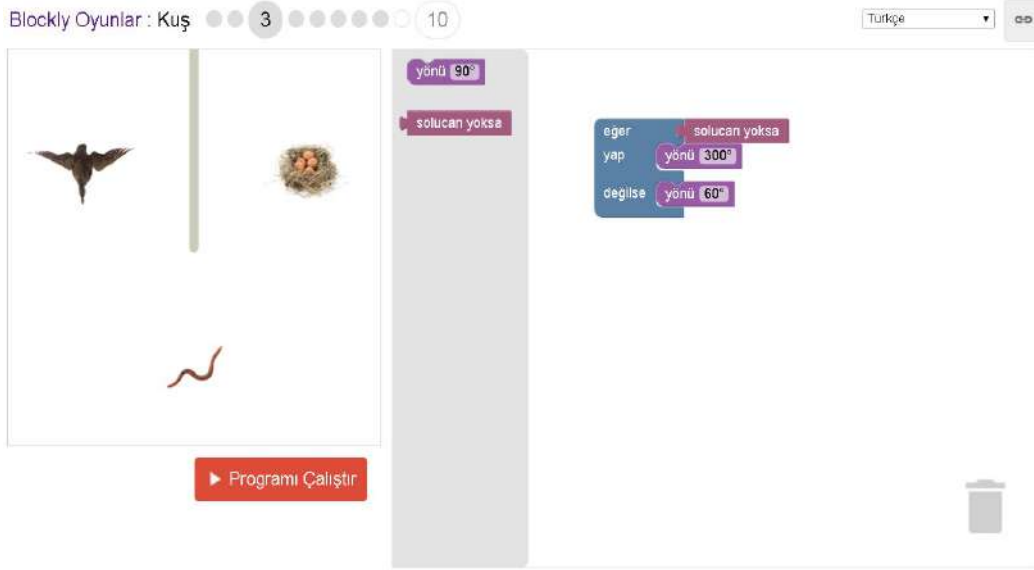 Blockly Oyunlar : Kuş 3 10
Türkçe
yönü 90°
solucan yoksa
eğer solucan yoksa
yap yönü 300°
değilse yönü 60°
Programı Çalıştır